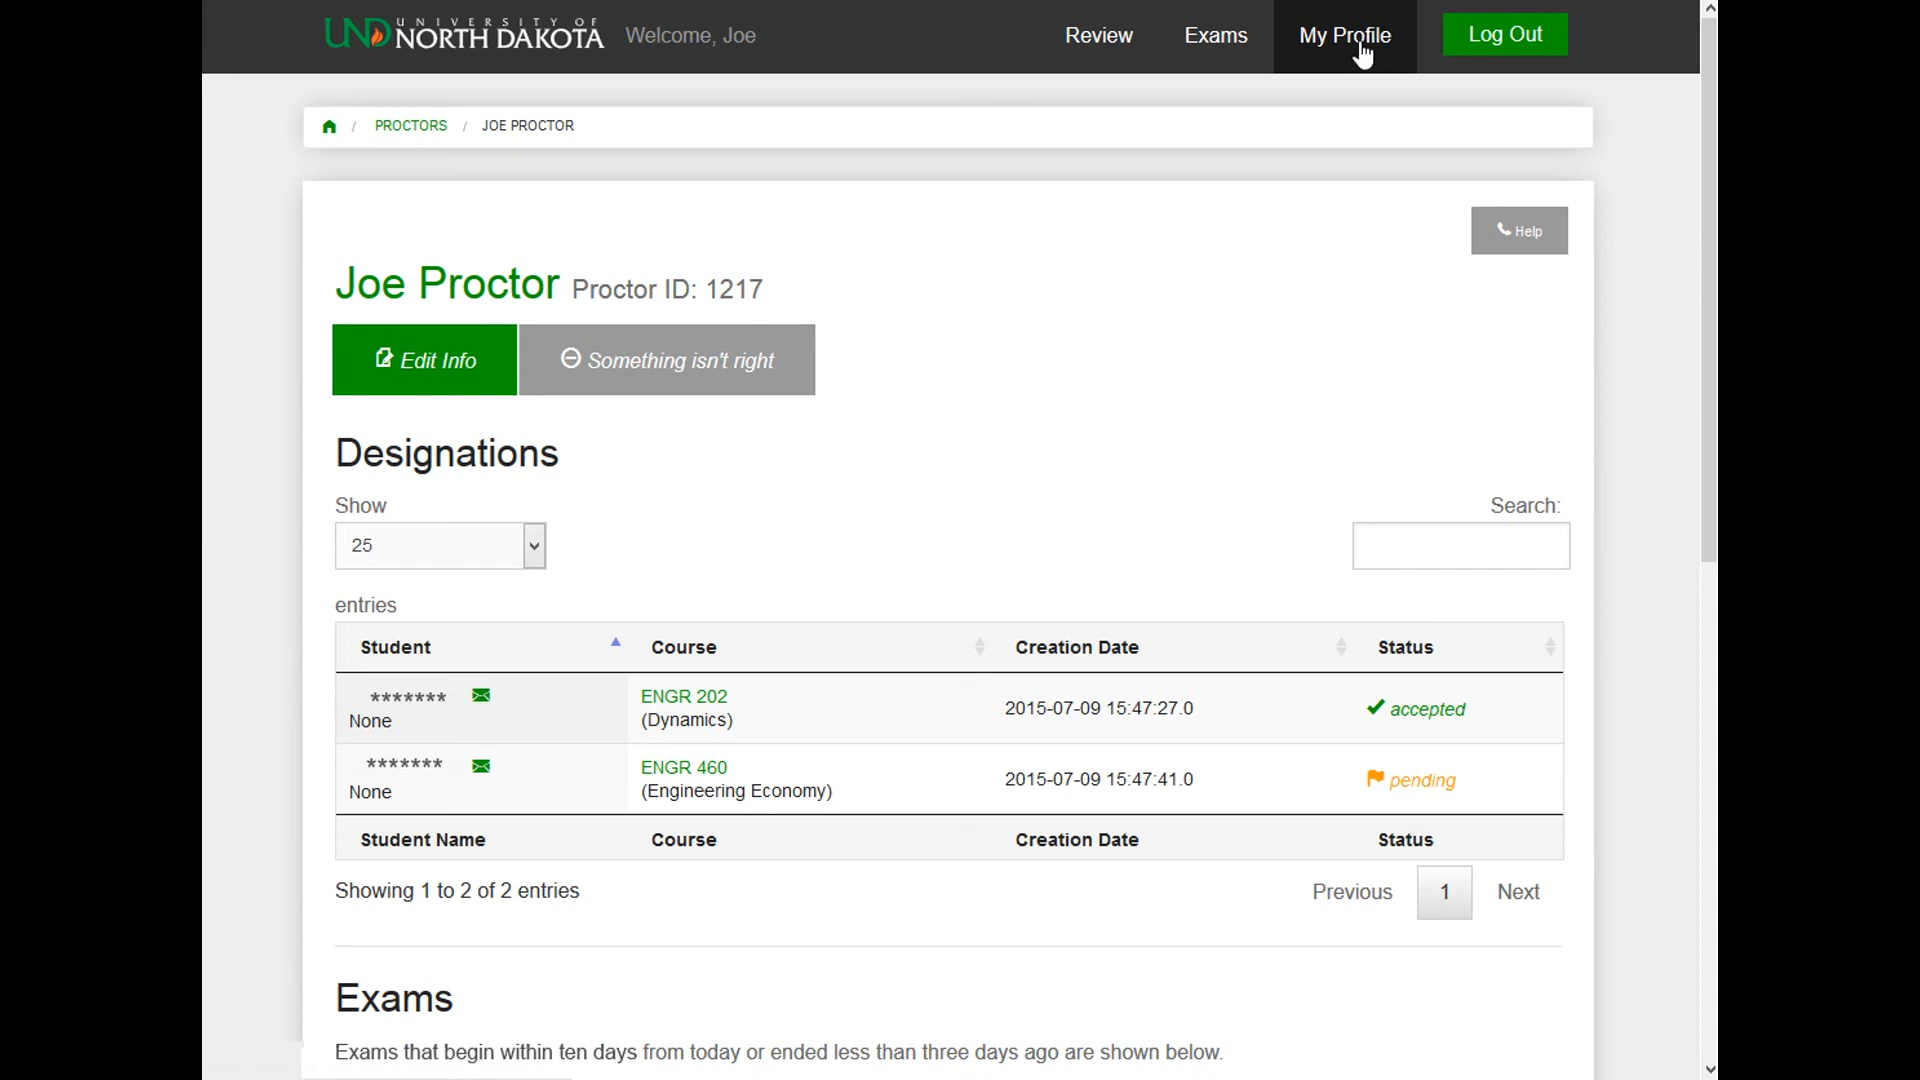 UND UNIVERSITY OF NORTH DAKOTA Welcome, Joe Review Exams My Profile Log Out
/ PROCTORS / JOE PROCTOR
Help
Joe Proctor Proctor ID: 1217
Edit Info Something isn't right
Designations
Show Search:
25
entries
Student Course Creation Date Status
******* ENGR 202 2015-07-09 15:47:27.0 accepted
None (Dynamics)
******* ENGR 460 2015-07-09 15:47:41.0 pending
None (Engineering Economy)
Student Name Course Creation Date Status
Showing 1 to 2 of 2 entries Previous 1 Next
Exams
Exams that begin within ten days from today or ended less than three days ago are shown below.